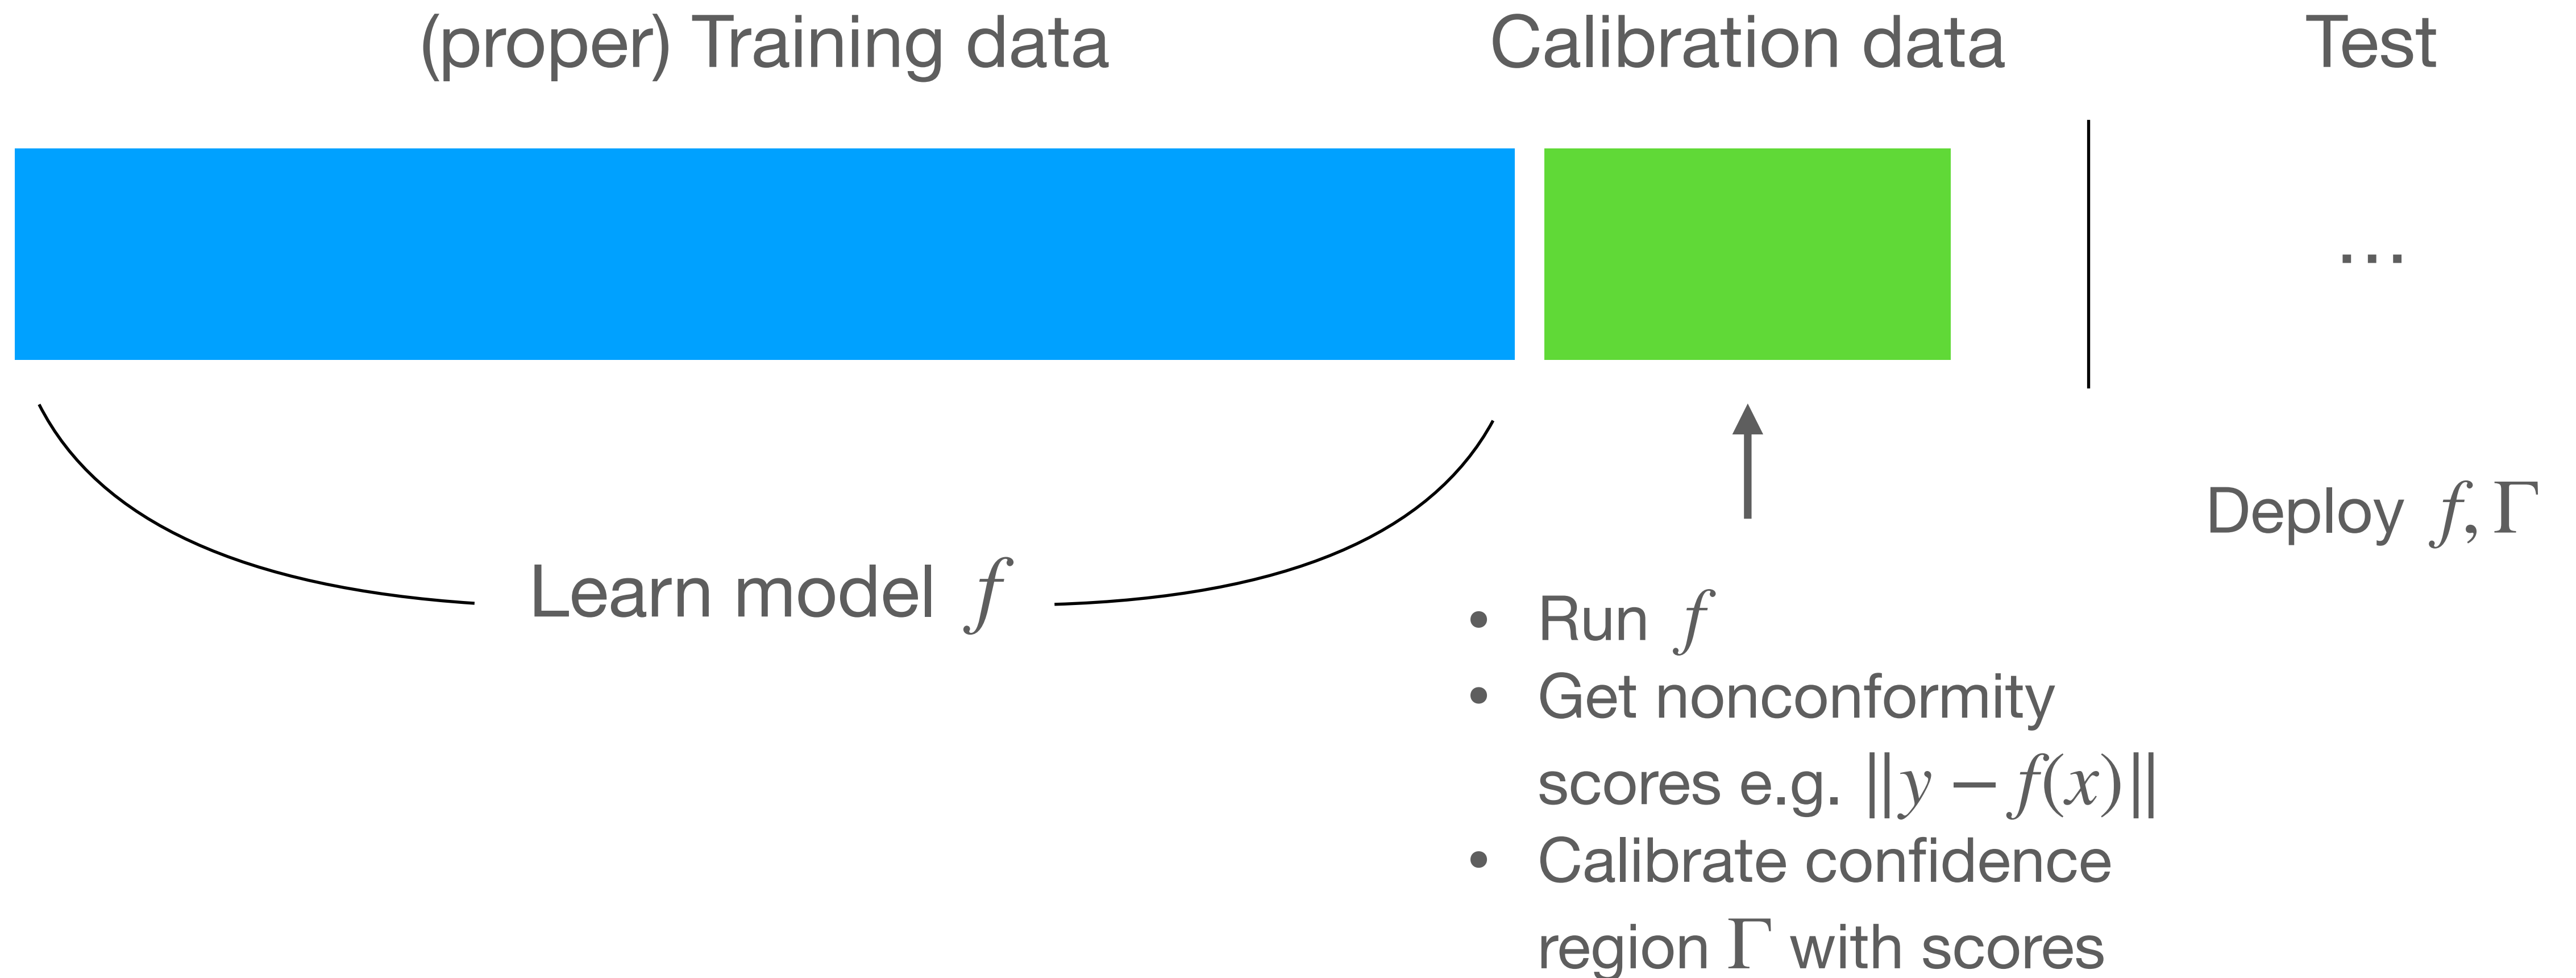 (proper) Training data
Calibration data
Test
...
Learn model f
Deploy f, Γ
• Run f
• Get nonconformity
scores e.g. ||y − f(x)||
• Calibrate confidence
region Γ with scores